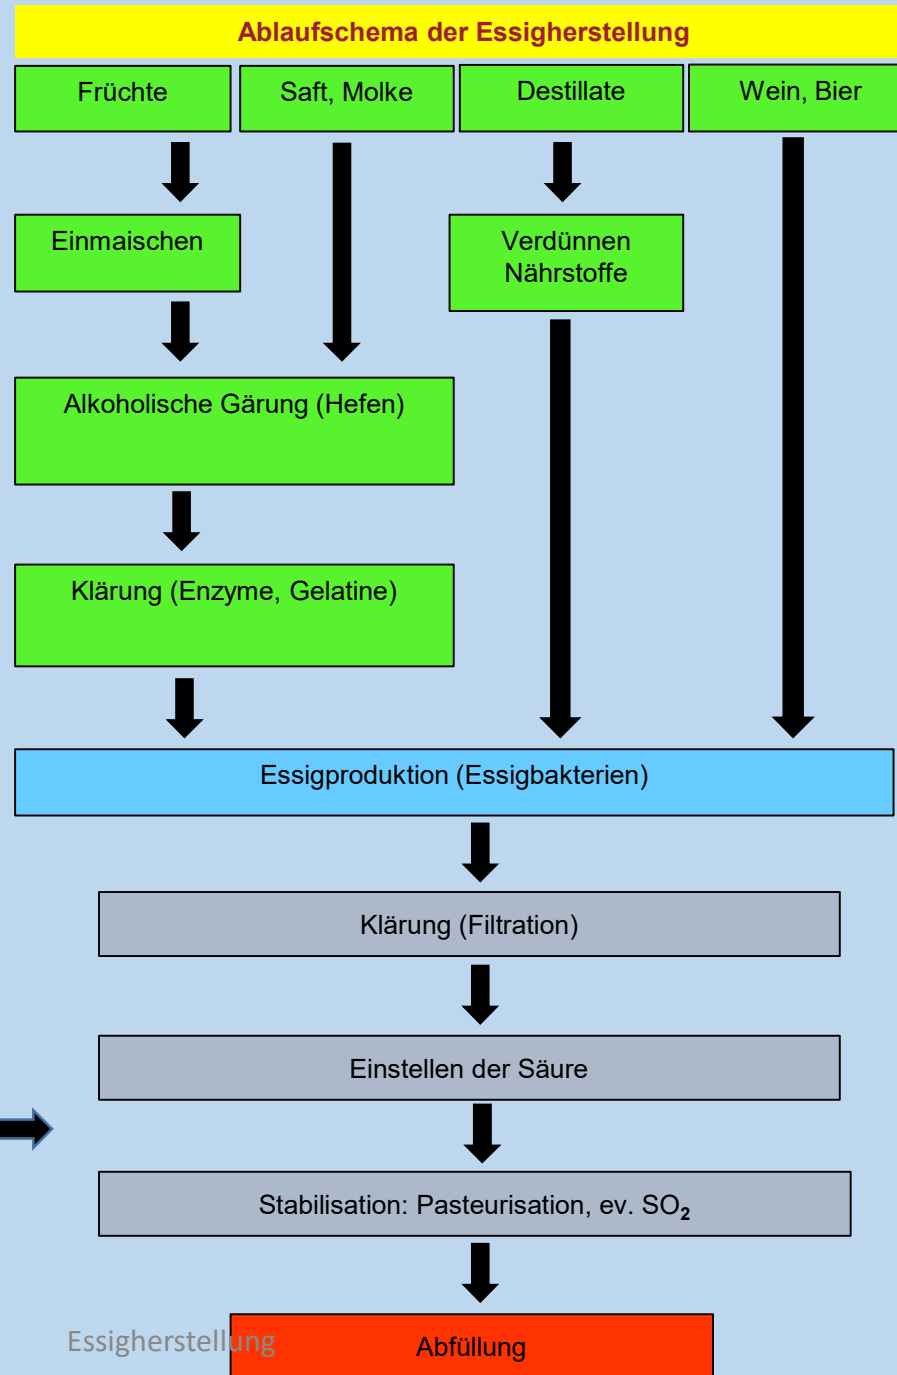 Ablaufschema der Essigherstellung
Früchte
Saft, Molke
Destillate
Wein, Bier
Einmaischen
Verdünnen
Nährstoffe
Alkoholische Gärung (Hefen)
Klärung (Enzyme, Gelatine)
Essigproduktion (Essigbakterien)
Klärung (Filtration)
Einstellen der Säure
Stabilisation: Pasteurisation, ev. SO₂
Essigherstellung
Abfüllung